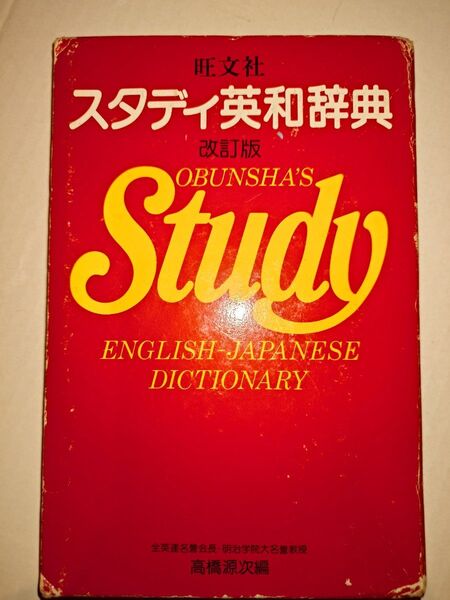 旺文社
スタディ英和辞典
改訂版
OBUNSHA'S
Study
ENGLISH-JAPANESE
DICTIONARY
全英連名誉会長・明治学院大名誉教授
高橋源次編